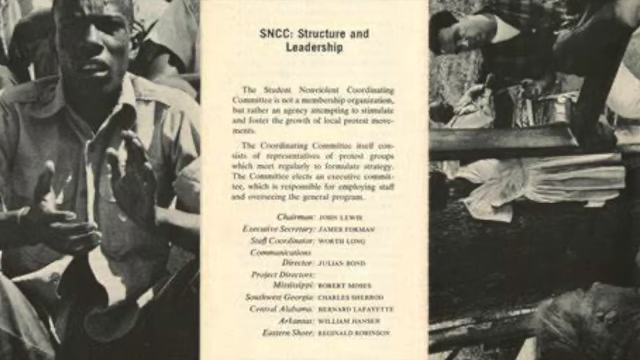 SNCC: Structure and
Leadership
The Student Nonviolent Coordinating
Committee is not a membership organization,
but rather an agency attempting to stimulate
and foster the growth of local protest move-
ments.
The Coordinating Committee itself con-
sists of representatives of protest groups
which meet regularly to formulate strategy.
The Committee elects an executive commit-
tee, which is responsible for employing staff
and overseeing the general program.
Chairman: JOHN LEWIS
Executive Secretary: JAMES FORMAN
Staff Coordinator: WORTH LONG
Communications
Director: JULIAN BOND
Project Directors:
Mississippi: ROBERT MOSES
Southwest Georgia: CHARLES SHERROD
Central Alabama: BERNARD LAFAYETTE
Arkansas: WILLIAM HANSEN
Eastern Shore: REGINALD ROBINSON